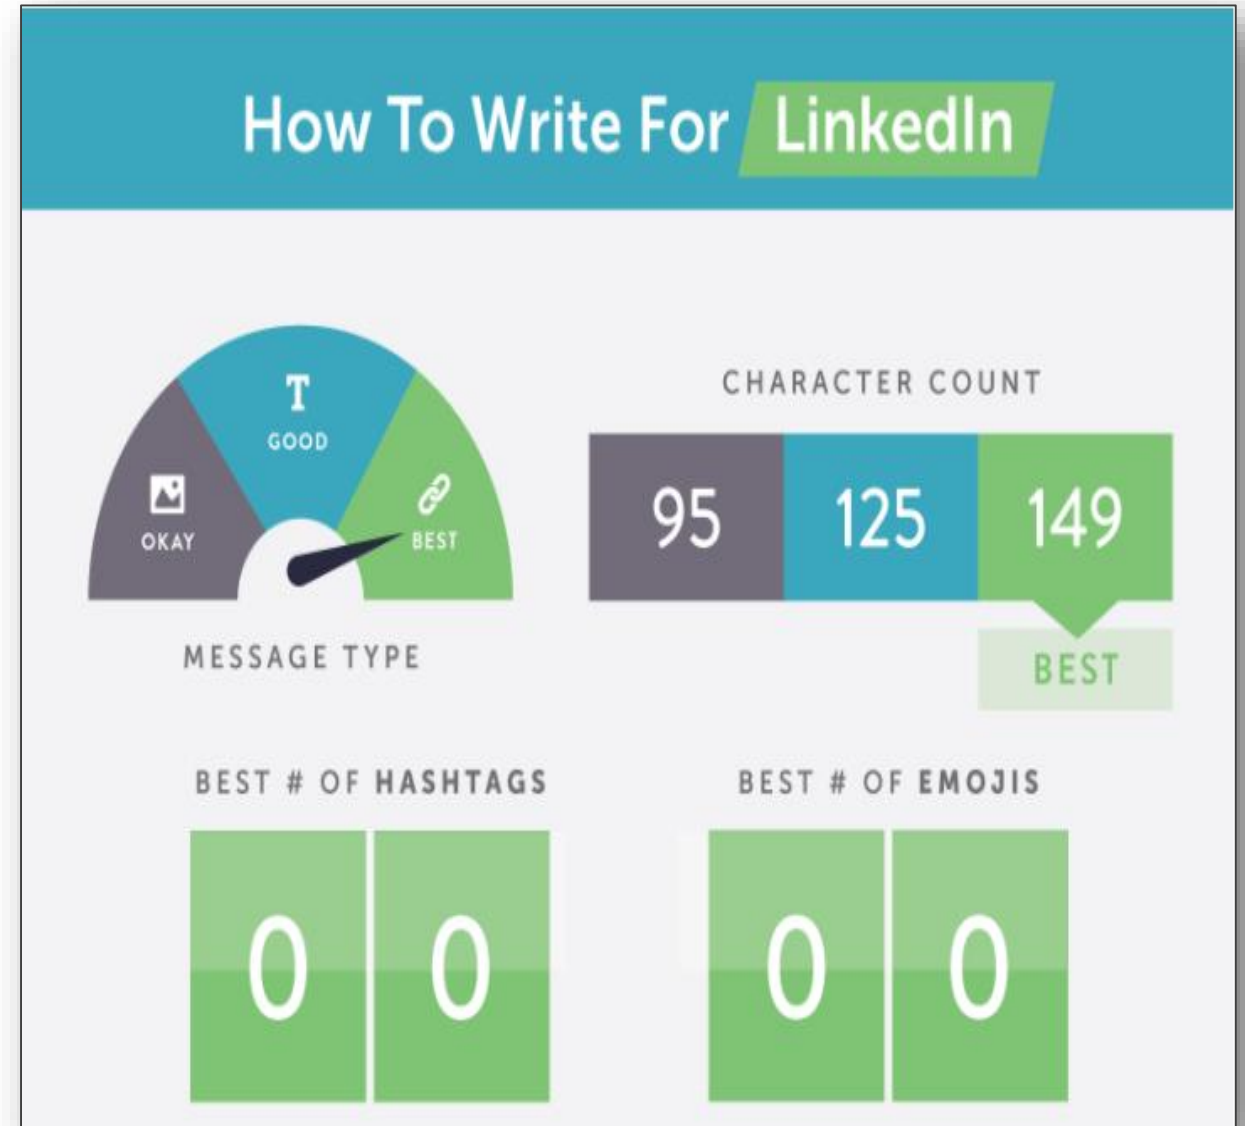 How To Write For LinkedIn
T
GOOD
OKAY
BEST
MESSAGE TYPE
CHARACTER COUNT
95 125 149
BEST
BEST # OF HASHTAGS
0 0
BEST # OF EMOJIS
0 0